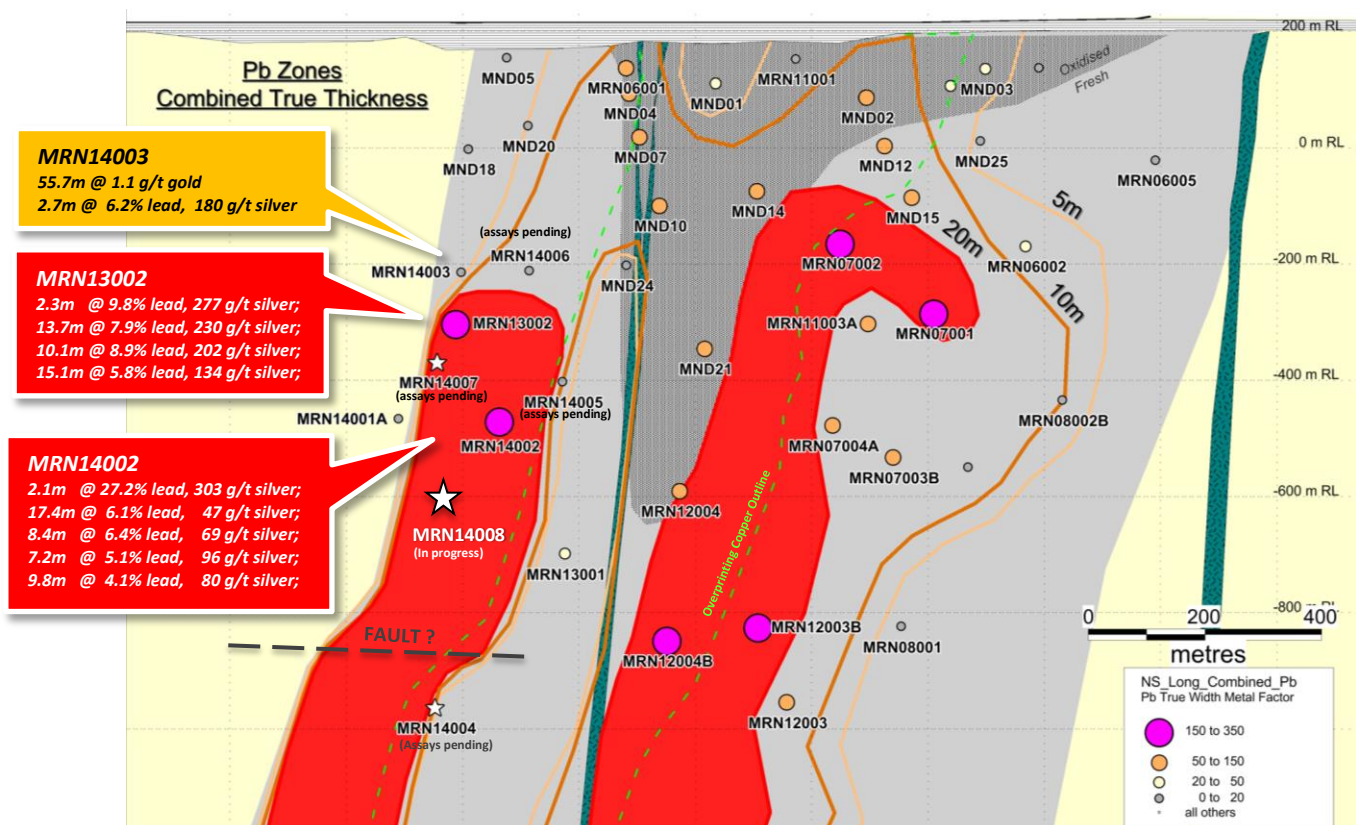 Pb Zones
Combined True Thickness
MRN14003
55.7m @ 1.1 g/t gold
2.7m @ 6.2% lead, 180 g/t silver
MRN13002
2.3m @ 9.8% lead, 277 g/t silver;
13.7m @ 7.9% lead, 230 g/t silver;
10.1m @ 8.9% lead, 202 g/t silver;
15.1m @ 5.8% lead, 134 g/t silver;
MRN14002
2.1m @ 27.2% lead, 303 g/t silver;
17.4m @ 6.1% lead, 47 g/t silver;
8.4m @ 6.4% lead, 69 g/t silver;
7.2m @ 5.1% lead, 96 g/t silver;
9.8m @ 4.1% lead, 80 g/t silver;
200 m RL
MND05
MRN06001
MND04
MND01
MRN11001
MND02
MND03
Oxidised
Fresh
MND20
MND18
MND07
MND12
MND25
0 m RL
MRN06005
MND10
MND14
MND15
5m
20m
10m
(assays pending)
MRN14006
MRN14003
MND24
MRN07002
MRN06002
-200 m RL
MRN13002
MRN11003A
MRN07001
MND21
MRN14007
(assays pending)
MRN14005
(assays pending)
-400 m RL
MRN14001A
MRN14002
MRN07004A
MRN08002B
MRN07003B
MRN12004
-600 m RL
MRN14008
(In progress)
MRN13001
Overprinting Copper Outline
FAULT ?
MRN12004B
MRN12003B
MRN08001
-800 m RL
0 200 400
metres
MRN14004
(Assays pending)
MRN12003
NS_Long_Combined_Pb
Pb True Width Metal Factor
150 to 350
50 to 150
20 to 50
0 to 20
all others